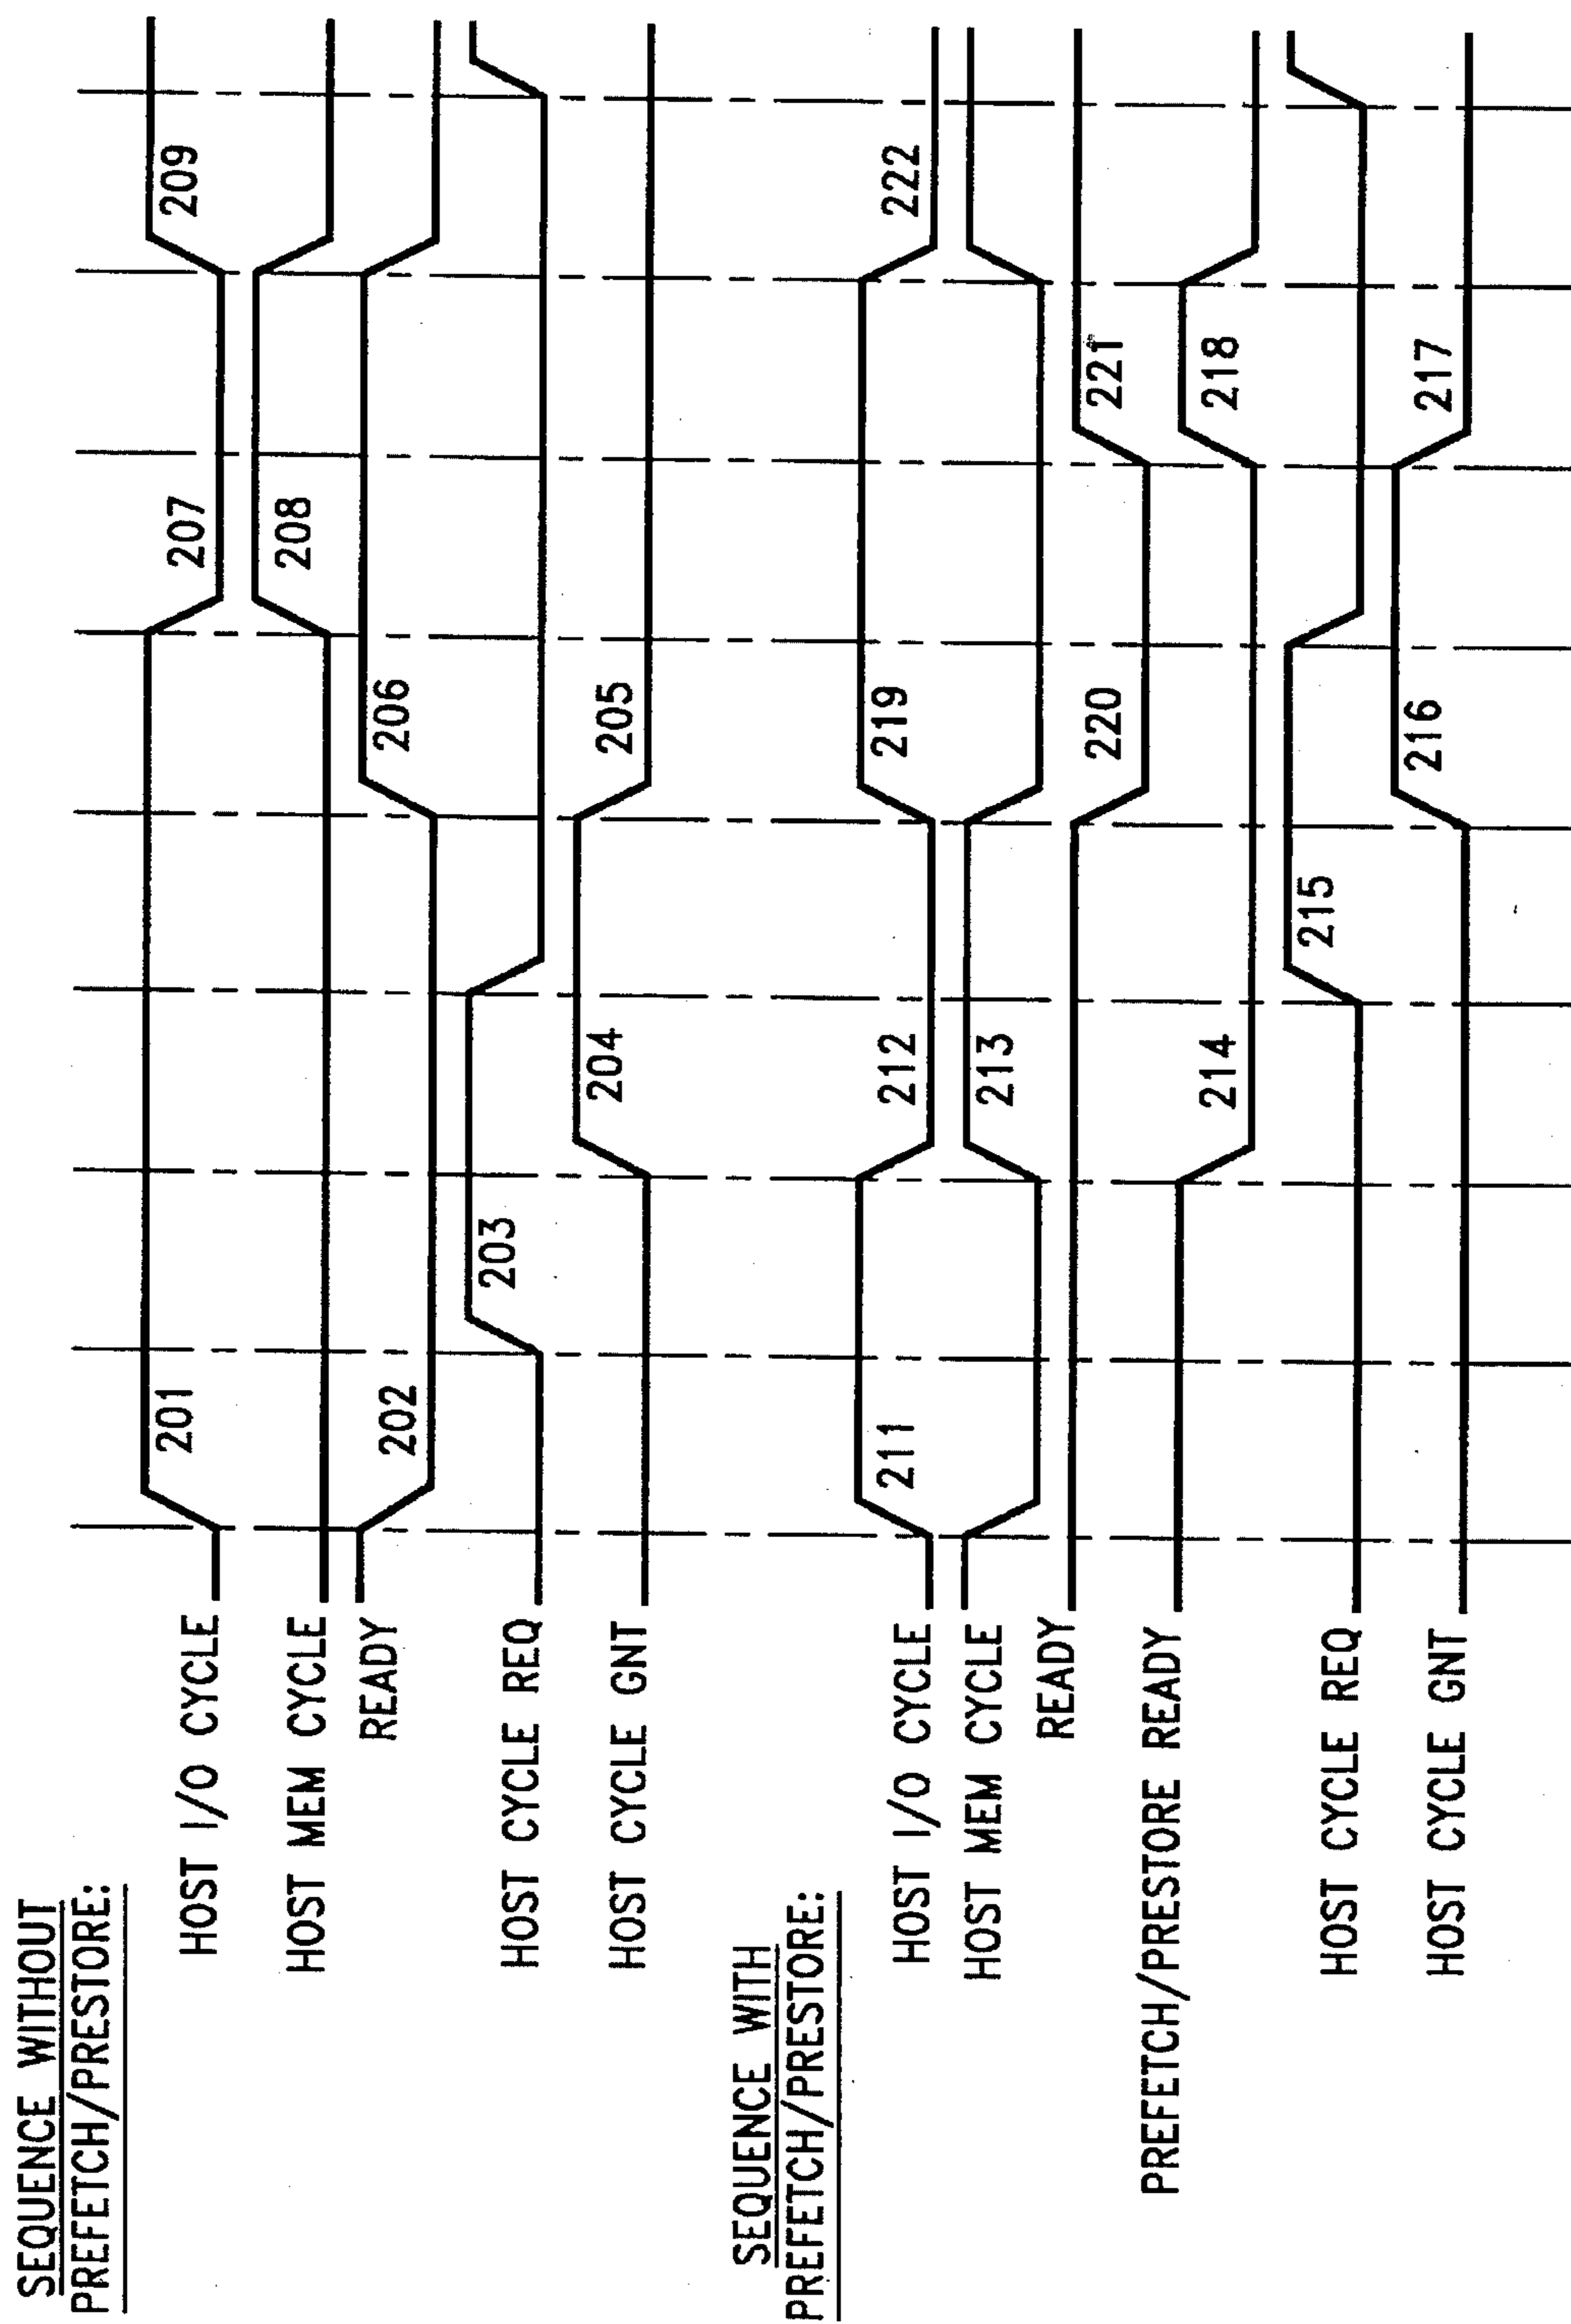 SEQUENCE WITHOUT
PREFETCH/PRESTORE:
HOST I/O CYCLE
201
207
209
HOST MEM CYCLE
208
READY
202
206
HOST CYCLE REQ
203
HOST CYCLE GNT
204
205
SEQUENCE WITH
PREFETCH/PRESTORE:
HOST I/O CYCLE
211
212
219
222
HOST MEM CYCLE
213
READY
220
221
PREFETCH/PRESTORE READY
214
218
HOST CYCLE REQ
215
HOST CYCLE GNT
216
217